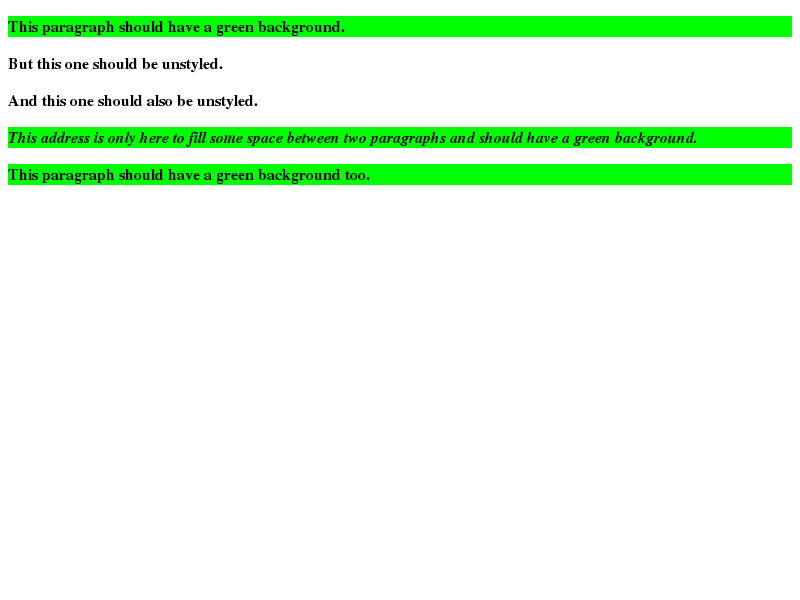 This paragraph should have a green background.
But this one should be unstyled.
And this one should also be unstyled.
This address is only here to fill some space between two paragraphs and should have a green background.
This paragraph should have a green background too.